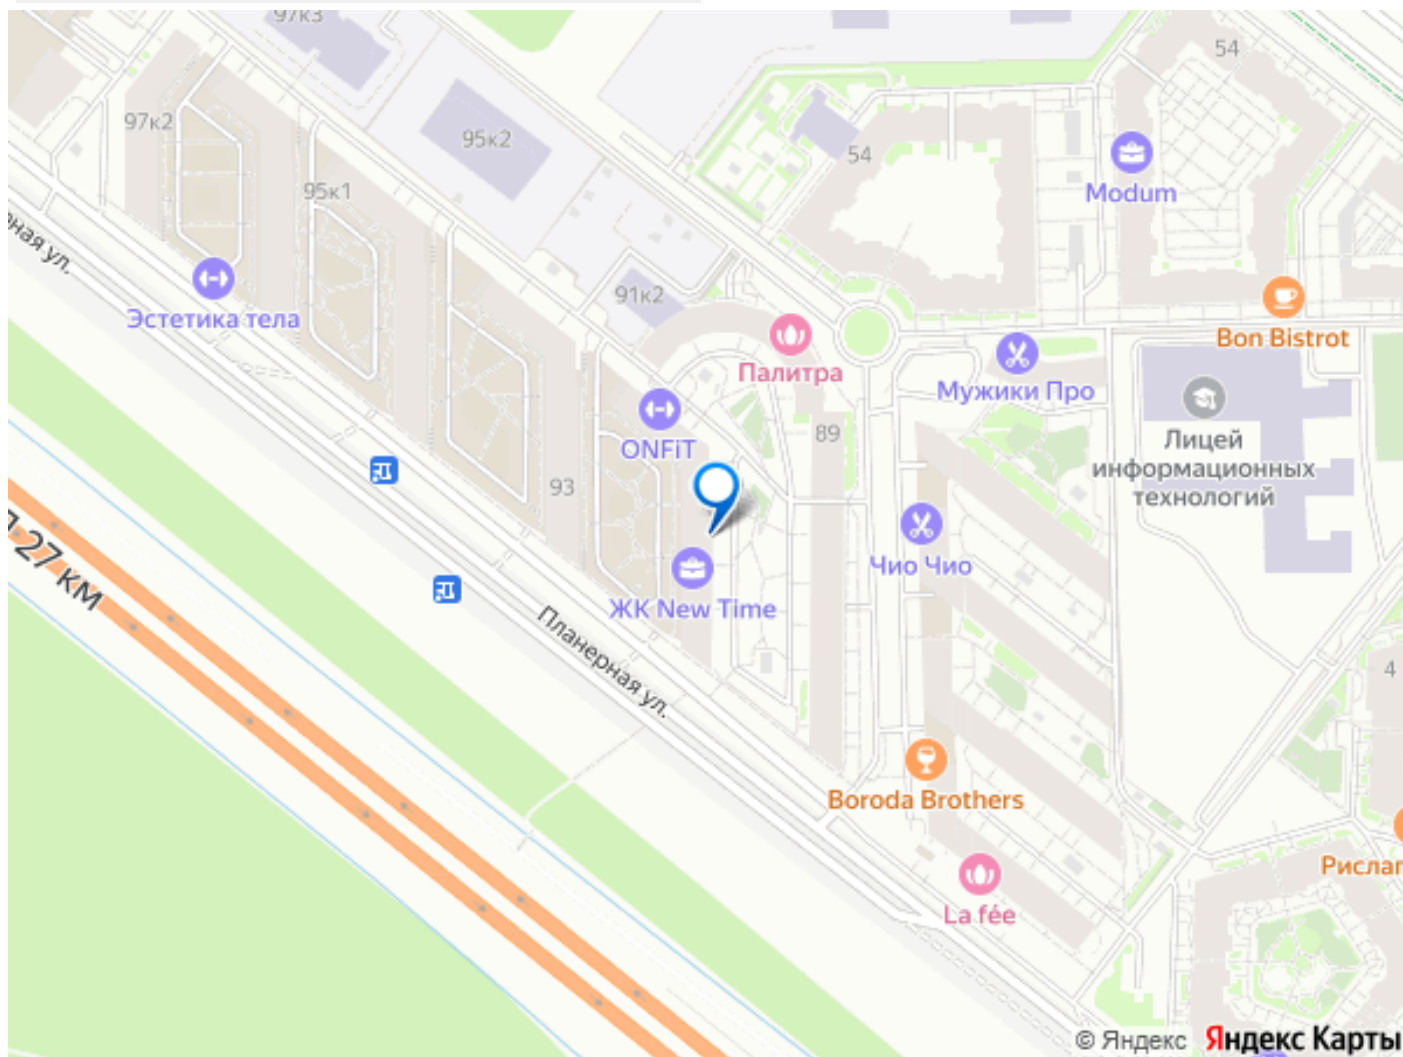 97к3
54
97к2
95к2
54
Modum
95к1
ная ул.
Эстетика тела
91к2
Bon Bistrot
Палитра
Мужики Про
ONFiT
89
Лицей
информационных
технологий
93
27 км
Чио Чио
ЖК New Time
Планерная ул.
4
Boroda Brothers
La fée
© Яндекс Яндекс Карты